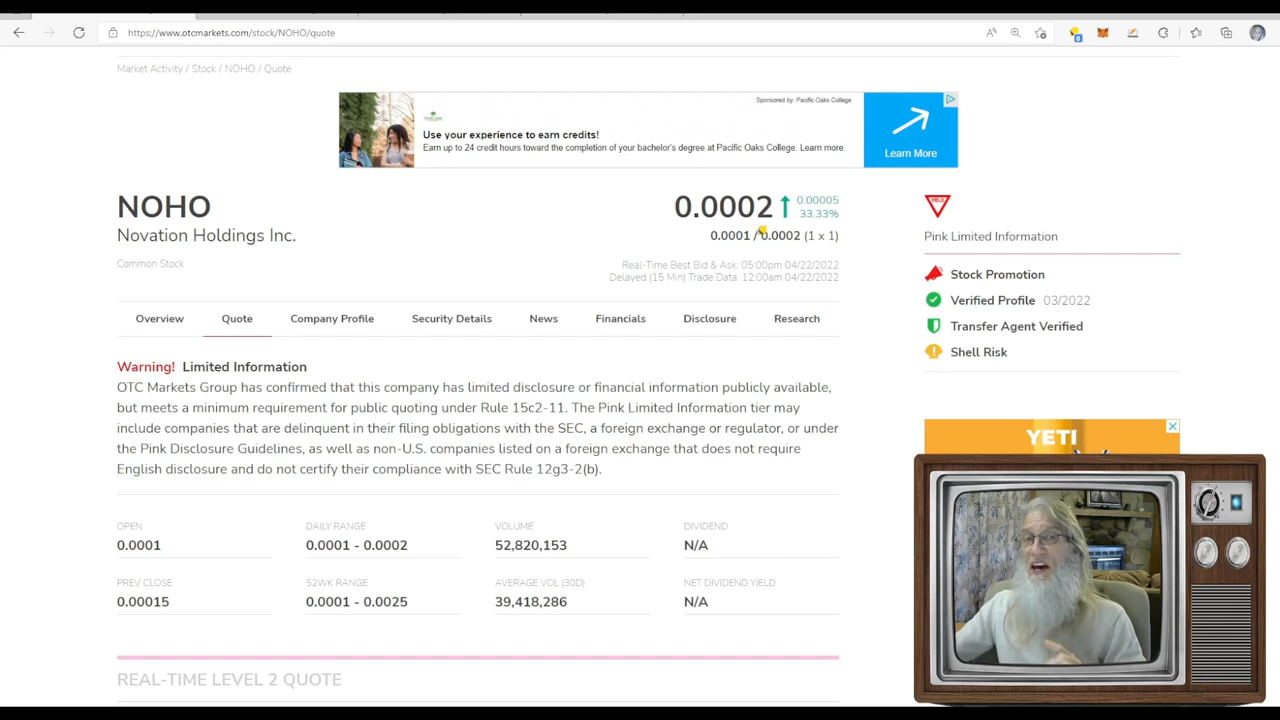 https://www.otcmarkets.com/stock/NOHO/quote
Market Activity / Stock / NOHO / Quote
Sponsored by: Pacific Oaks College
Use your experience to earn credits!
Earn up to 24 credit hours toward the completion of your bachelor's degree at Pacific Oaks College. Learn more.
Learn More
NOHO
Novation Holdings Inc.
Common Stock
0.0002
0.00005
33.33%
0.0001 / 0.0002 (1 x 1)
Real-Time Best Bid & Ask: 05:00pm 04/22/2022
Delayed (15 Min) Trade Data: 12:00am 04/22/2022
YIELD
Pink Limited Information
Stock Promotion
Verified Profile 03/2022
Transfer Agent Verified
Shell Risk
Overview
Quote
Company Profile
Security Details
News
Financials
Disclosure
Research
Warning! Limited Information
OTC Markets Group has confirmed that this company has limited disclosure or financial information publicly available,
but meets a minimum requirement for public quoting under Rule 15c2-11. The Pink Limited Information tier may
include companies that are delinquent in their filing obligations with the SEC, a foreign exchange or regulator, or under
the Pink Disclosure Guidelines, as well as non-U.S. companies listed on a foreign exchange that does not require
English disclosure and do not certify their compliance with SEC Rule 12g3-2(b).
YETI
OPEN
0.0001
DAILY RANGE
0.0001 - 0.0002
VOLUME
52,820,153
DIVIDEND
N/A
PREV CLOSE
0.00015
52WK RANGE
0.0001 - 0.0025
AVERAGE VOL (30D)
39,418,286
NET DIVIDEND YIELD
N/A
REAL-TIME LEVEL 2 QUOTE